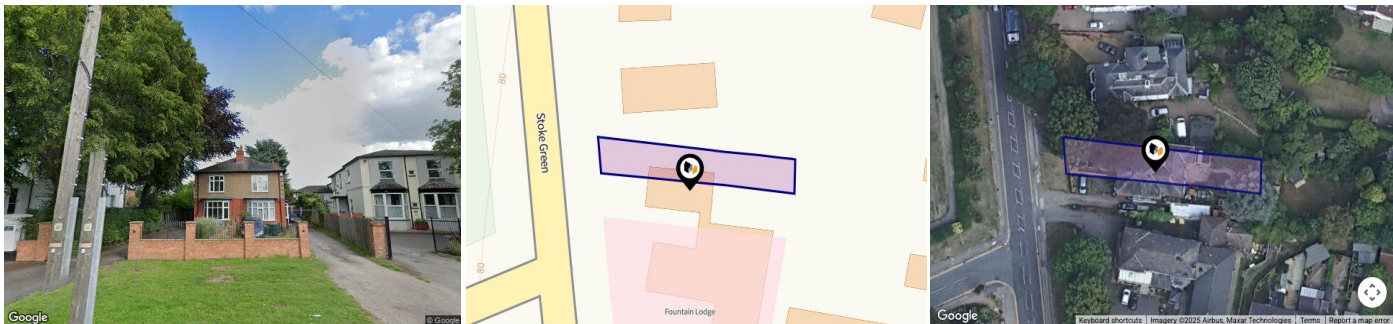 Google
© Google
80
Stoke Green
80
Fountain Lodge
Google
Keyboard shortcuts
Imagery ©2025 Airbus, Maxar Technologies
Terms
Report a map error